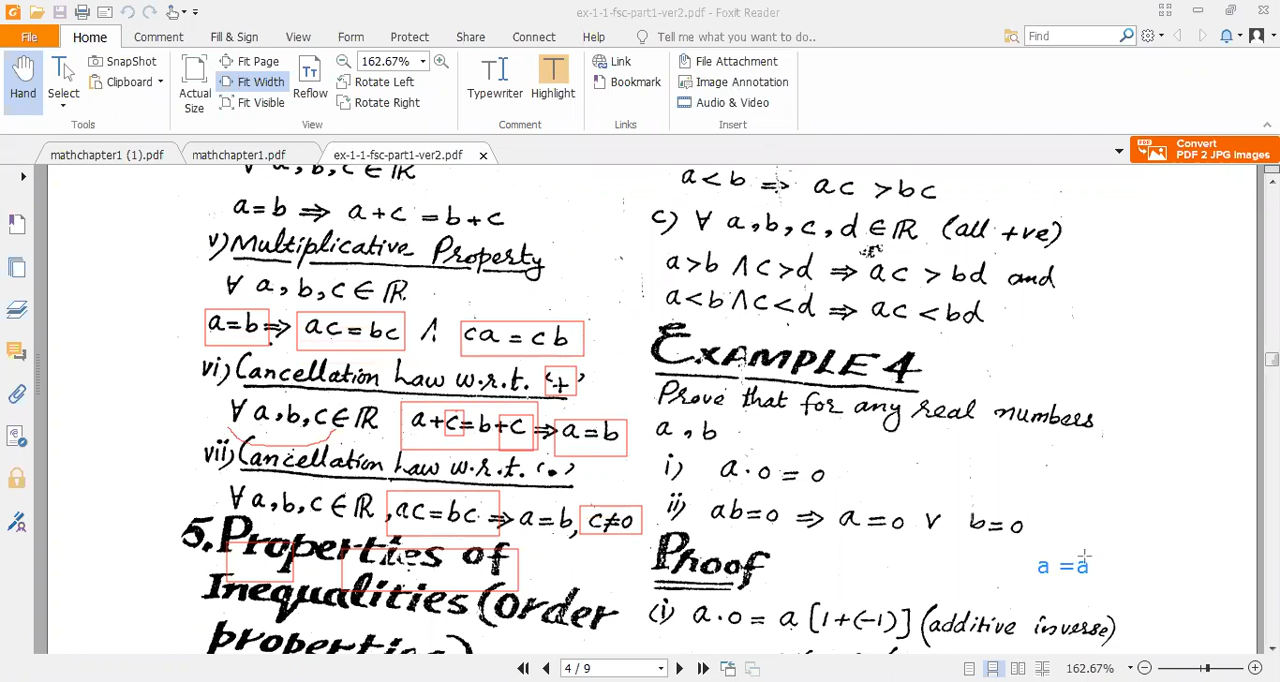 ex-1-1-fsc-part1-ver2.pdf - Foxit Reader
File Home Comment Fill & Sign View Form Protect Share Connect Help Tell me what you want to do.. Find
Hand
Select
SnapShot
Clipboard
Tools
Actual Size
Fit Page
Fit Width
Fit Visible
Reflow
162.67%
Rotate Left
Rotate Right
View
Typewriter
Highlight
Comment
Link
Bookmark
Links
File Attachment
Image Annotation
Audio & Video
Insert
mathchapter1 (1).pdf mathchapter1.pdf ex-1-1-fsc-part1-ver2.pdf
Convert
PDF 2 JPG Images
∀ a, b, c ∈ ℝ
a = b ⇒ a + c = b + c
v) Multiplicative Property
∀ a, b, c ∈ ℝ.
a = b ⇒ ac = bc ∧ ca = cb
vi) Cancellation Law w.r.t. '+'
∀ a, b, c ∈ ℝ a+c = b+c ⇒ a = b
vii) Cancellation Law w.r.t. '.'
∀ a, b, c ∈ ℝ, ac = bc ⇒ a = b, c ≠ 0
5. Properties of
Inequalities (order
properties)
a < b ⇒ ac > bc
c) ∀ a, b, c, d ∈ ℝ (all +ve)
a > b ∧ c > d ⇒ ac > bd and
a < b ∧ c < d ⇒ ac < bd
EXAMPLE 4
Prove that for any real numbers
a, b
i) a . 0 = 0
ii) ab = 0 ⇒ a = 0 ∨ b = 0
Proof
a = a
(i) a . 0 = a [1+(-1)] (additive inverse)
4 / 9
162.67%